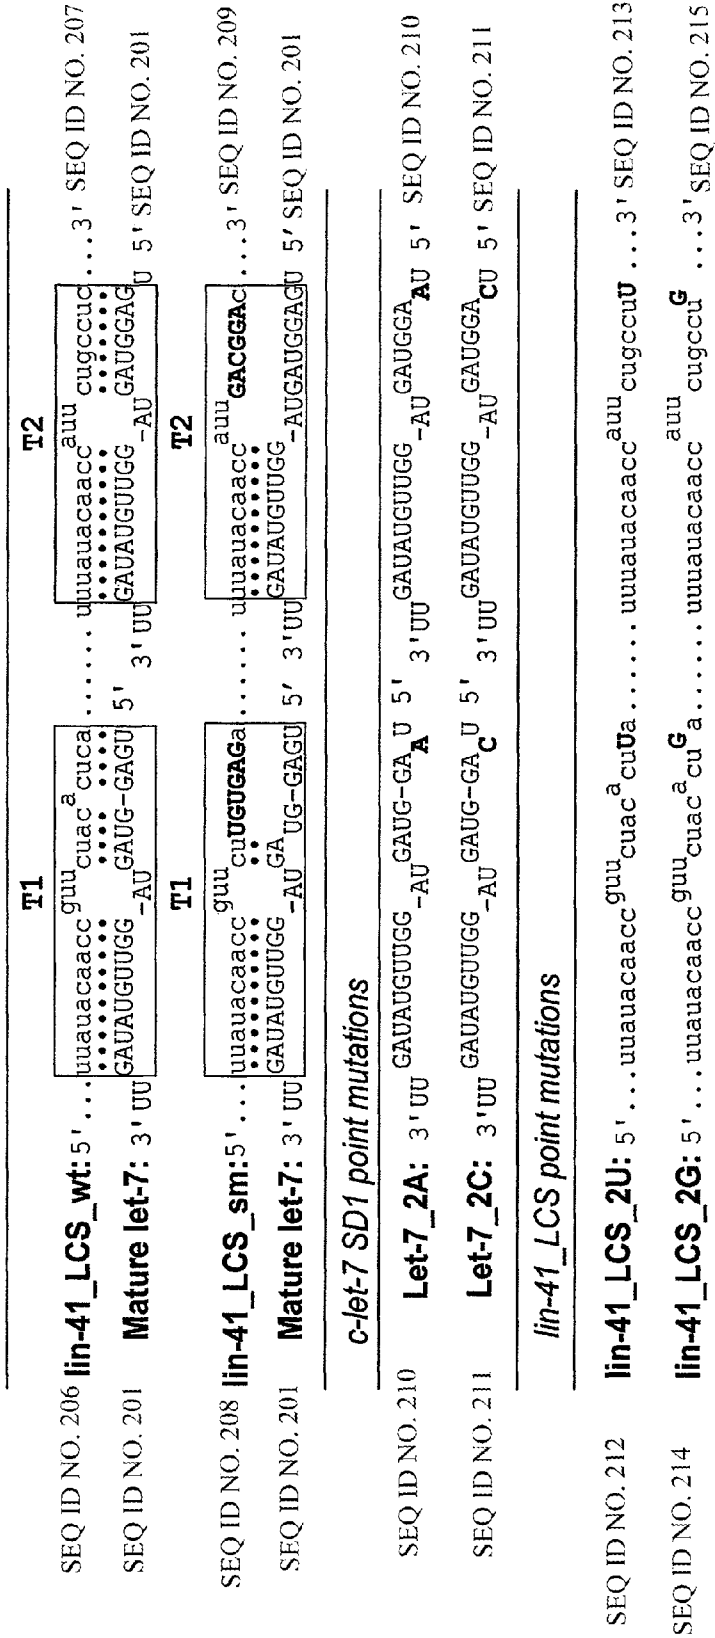 T1 T2
SEQ ID NO. 206 lin-41_LCS_wt: 5'...uuauacaacc guu cuac a cuca ...... uuuauacaacc auu cugccuc ...3' SEQ ID NO. 207
SEQ ID NO. 201 Mature let-7: 3'UU GAUAUGUUGG -AU GAUG-GAGU 5' 3'UU GAUAUGUUGG -AU GAUGGAG U 5' SEQ ID NO. 201
T1 T2
SEQ ID NO. 208 lin-41_LCS_sm: 5'...uuauacaacc guu cuUGUGAGa ...... uuuauacaacc auu GACGGAc ...3' SEQ ID NO. 209
SEQ ID NO. 201 Mature let-7: 3'UU GAUAUGUUGG -AU GA UG-GAGU 5' 3'UU GAUAUGUUGG -AUGAUGGAGU 5' SEQ ID NO. 201
c-let-7 SD1 point mutations
SEQ ID NO. 210 Let-7_2A: 3'UU GAUAUGUUGG -AU GAUG-GA A U 5' 3'UU GAUAUGUUGG -AU GAUGGA A U 5' SEQ ID NO. 210
SEQ ID NO. 211 Let-7_2C: 3'UU GAUAUGUUGG -AU GAUG-GA C U 5' 3'UU GAUAUGUUGG -AU GAUGGA C U 5' SEQ ID NO. 211
lin-41_LCS point mutations
SEQ ID NO. 212 lin-41_LCS_2U: 5'....uuauacaacc guu cuac a cuUa ....... uuuauacaacc auu cugccuU ....3' SEQ ID NO. 213
SEQ ID NO. 214 lin-41_LCS_2G: 5'....uuauacaacc guu cuac a cu G a ....... uuuauacaacc auu cugccu G ....3' SEQ ID NO. 215